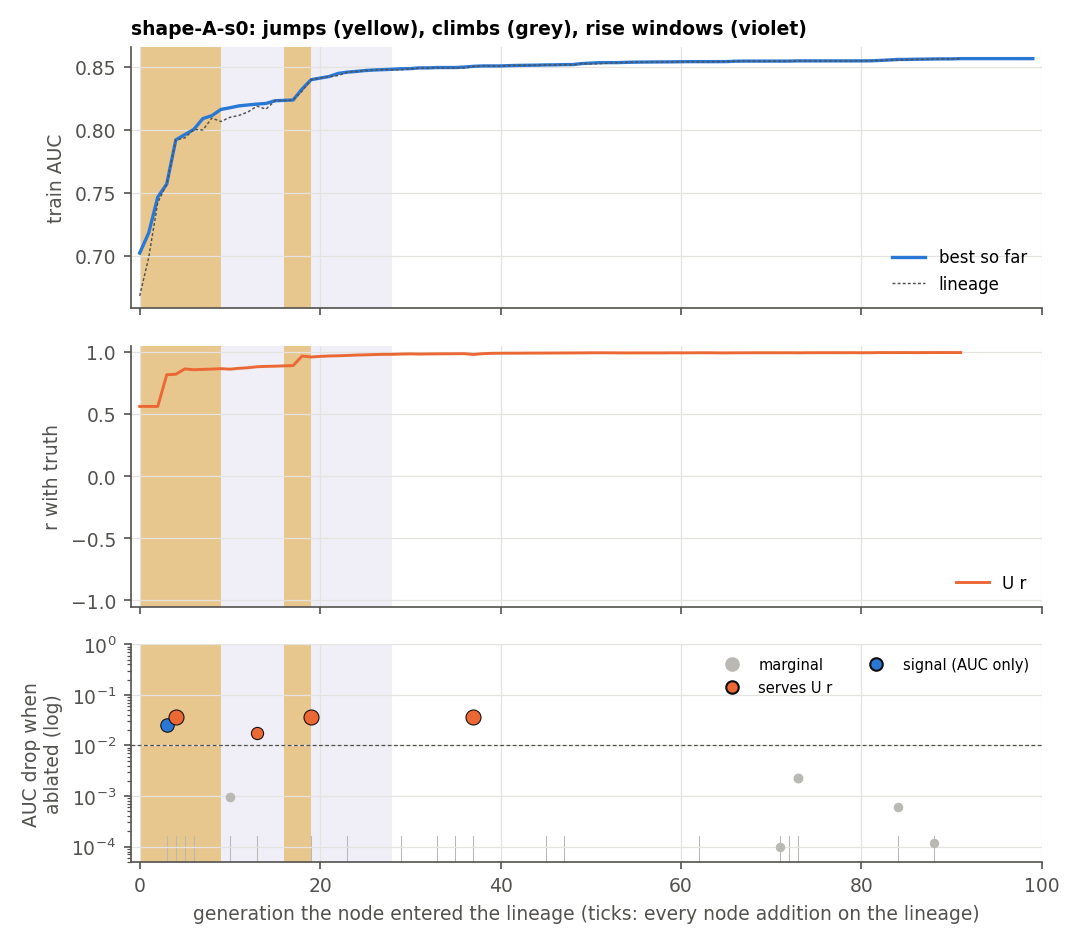 shape-A-s0: jumps (yellow), climbs (grey), rise windows (violet)
train AUC
0.85
0.80
0.75
0.70
best so far
lineage
r with truth
1.0
0.5
0.0
−0.5
−1.0
U r
AUC drop when
ablated (log)
10⁰
10⁻¹
10⁻²
10⁻³
10⁻⁴
marginal
serves U r
signal (AUC only)
0
20
40
60
80
100
generation the node entered the lineage (ticks: every node addition on the lineage)